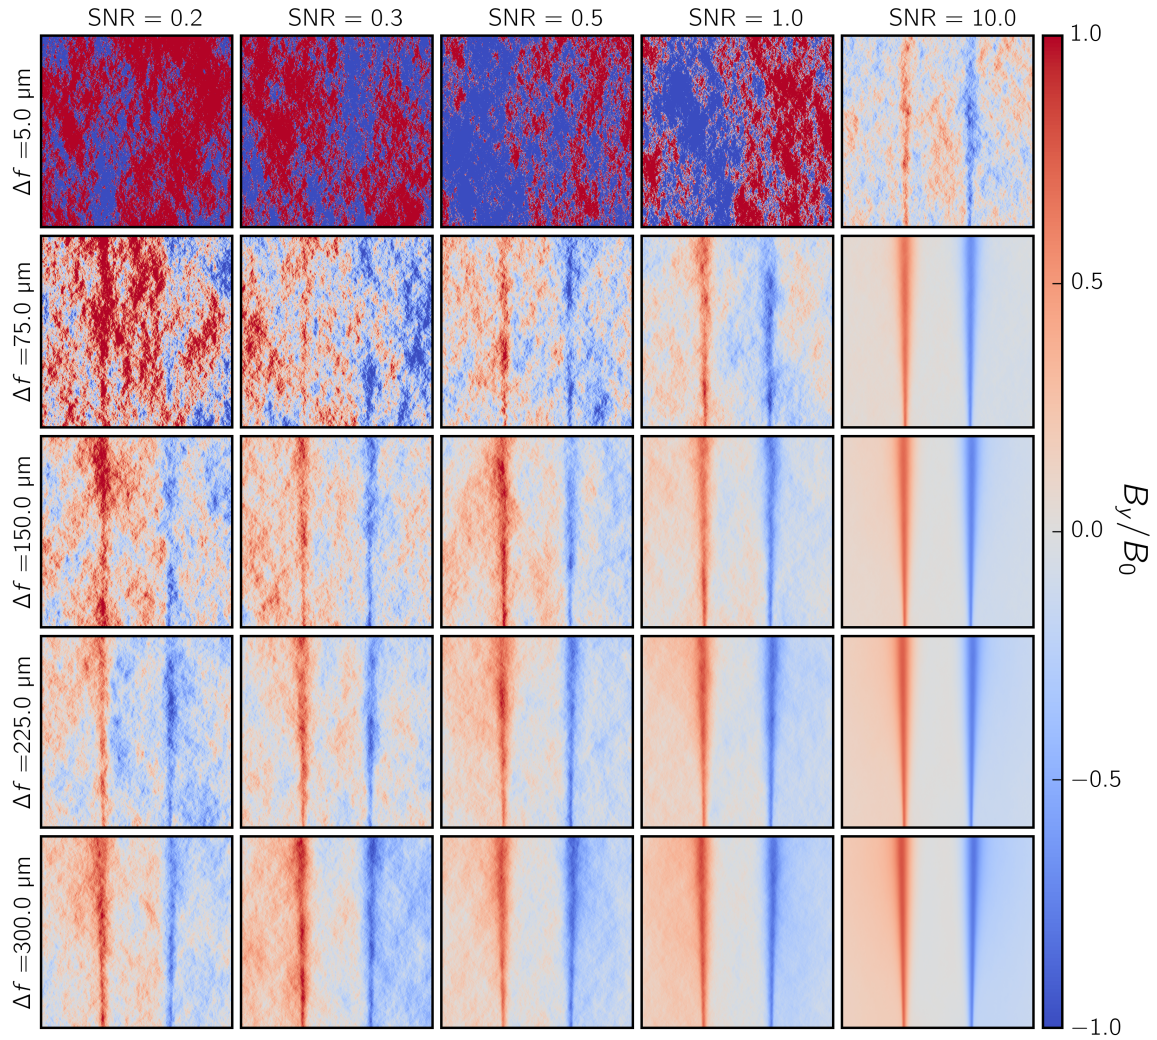 SNR = 0.2
SNR = 0.3
SNR = 0.5
SNR = 1.0
SNR = 10.0
Δf =5.0 μm
Δf =75.0 μm
Δf =150.0 μm
Δf =225.0 μm
Δf =300.0 μm
1.0
0.5
0.0
−0.5
−1.0
By/B0